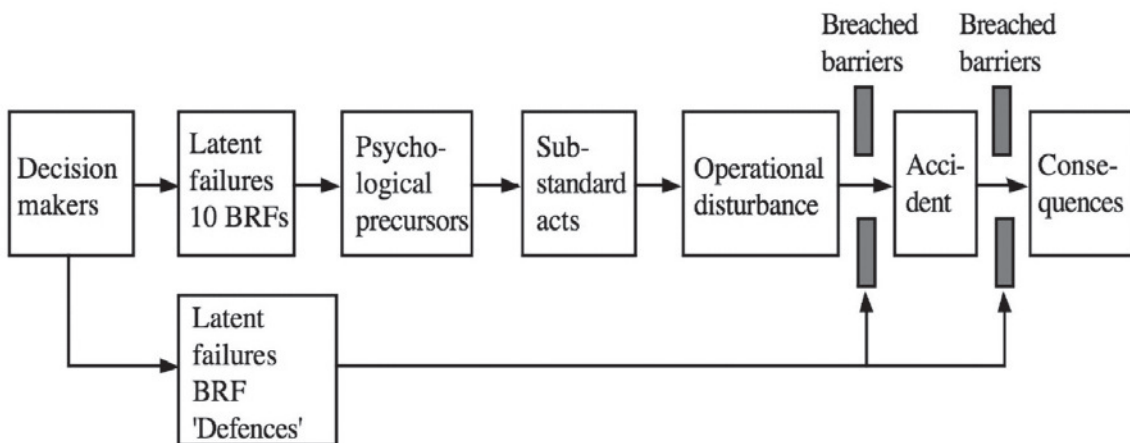 Breached
barriers
Breached
barriers
Decision
makers
Latent
failures
10 BRFs
Psycho-
logical
precursors
Sub-
standard
acts
Operational
disturbance
Acci-
dent
Conse-
quences
Latent
failures
BRF
'Defences'